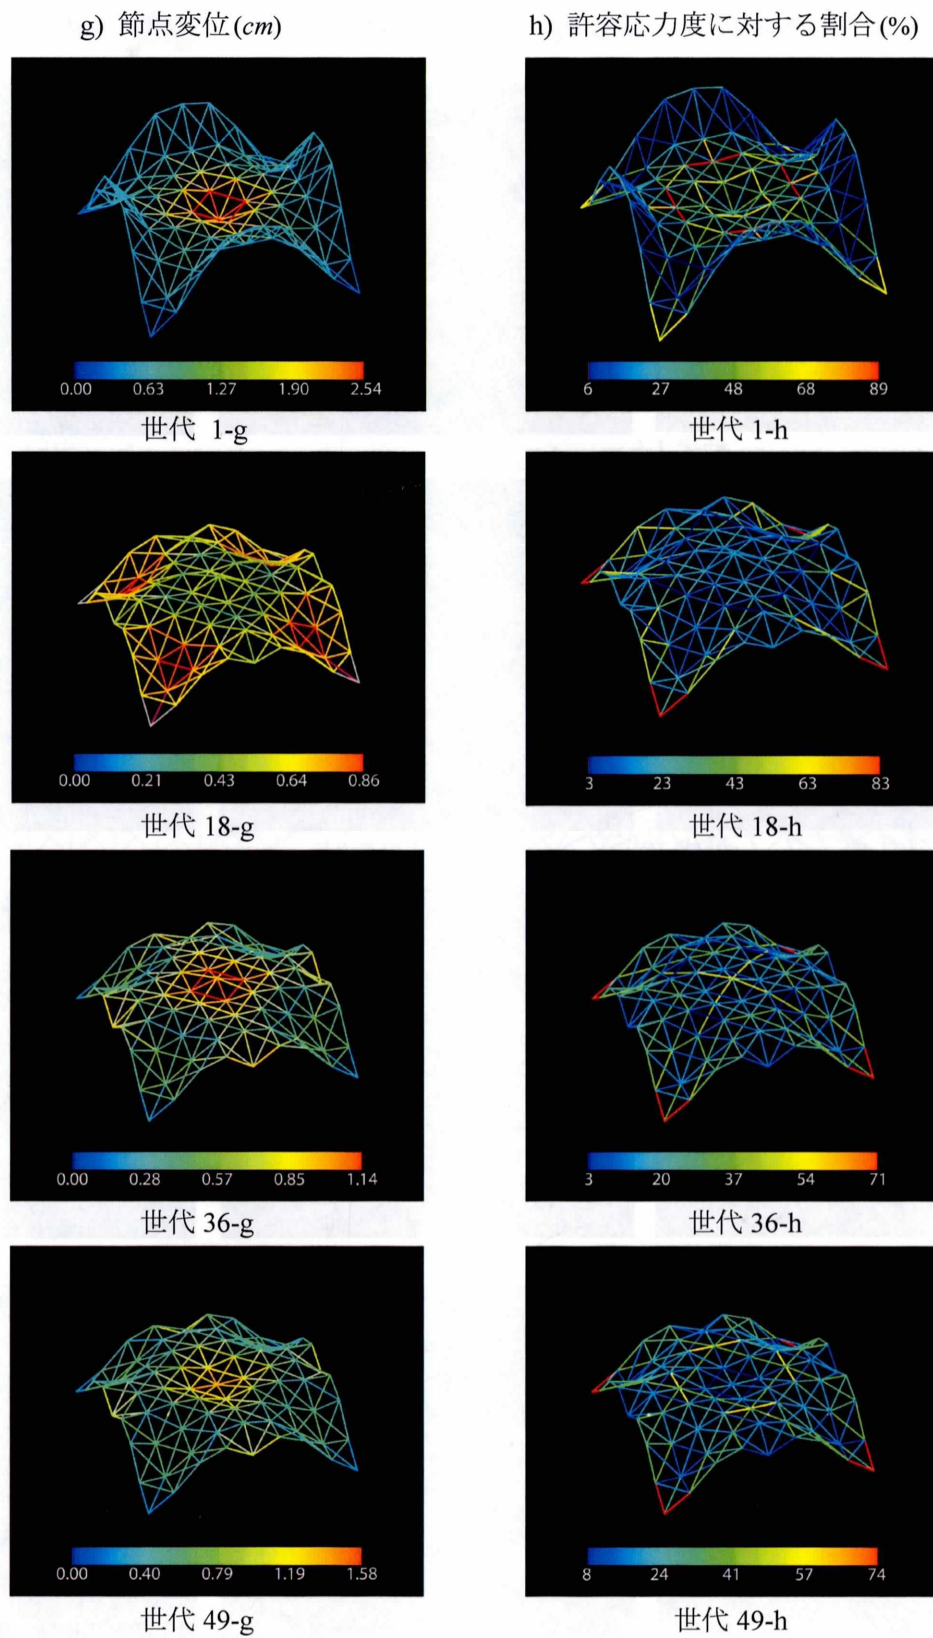 g) 節点変位(cm)
h) 許容応力度に対する割合(%)
0.00 0.63 1.27 1.90 2.54
6 27 48 68 89
世代 1-g
世代 1-h
0.00 0.21 0.43 0.64 0.86
3 23 43 63 83
世代 18-g
世代 18-h
0.00 0.28 0.57 0.85 1.14
3 20 37 54 71
世代 36-g
世代 36-h
0.00 0.40 0.79 1.19 1.58
8 24 41 57 74
世代 49-g
世代 49-h